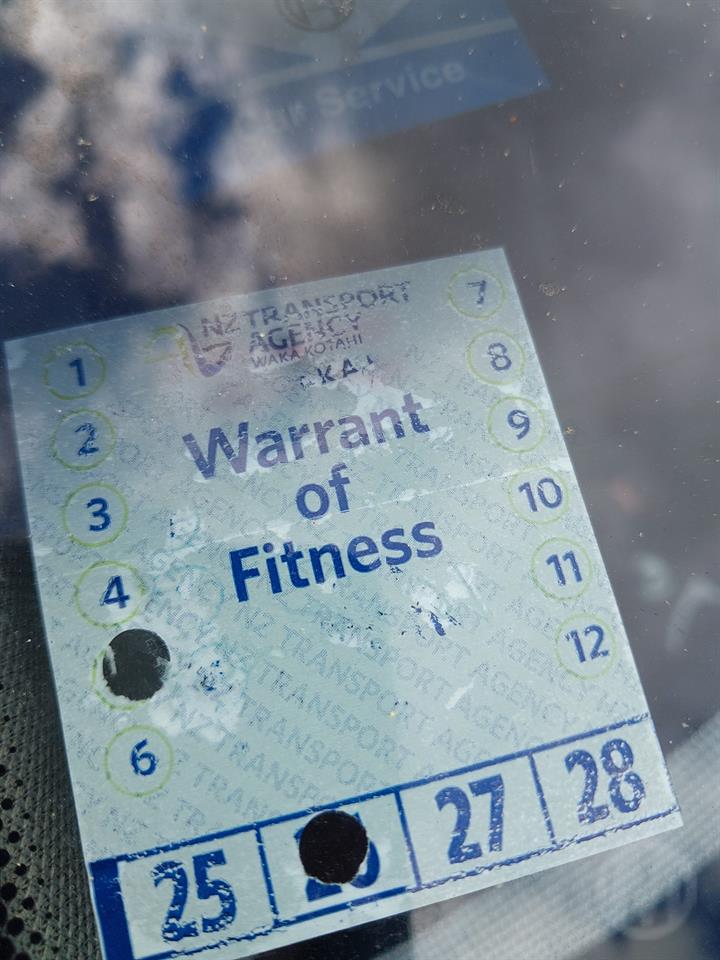 ar Service
NZ TRANSPORT
AGENCY
WAKA KOTAHI
Warrant
of
Fitness
1
2
3
4
6
7
8
9
10
11
12
25
27
28